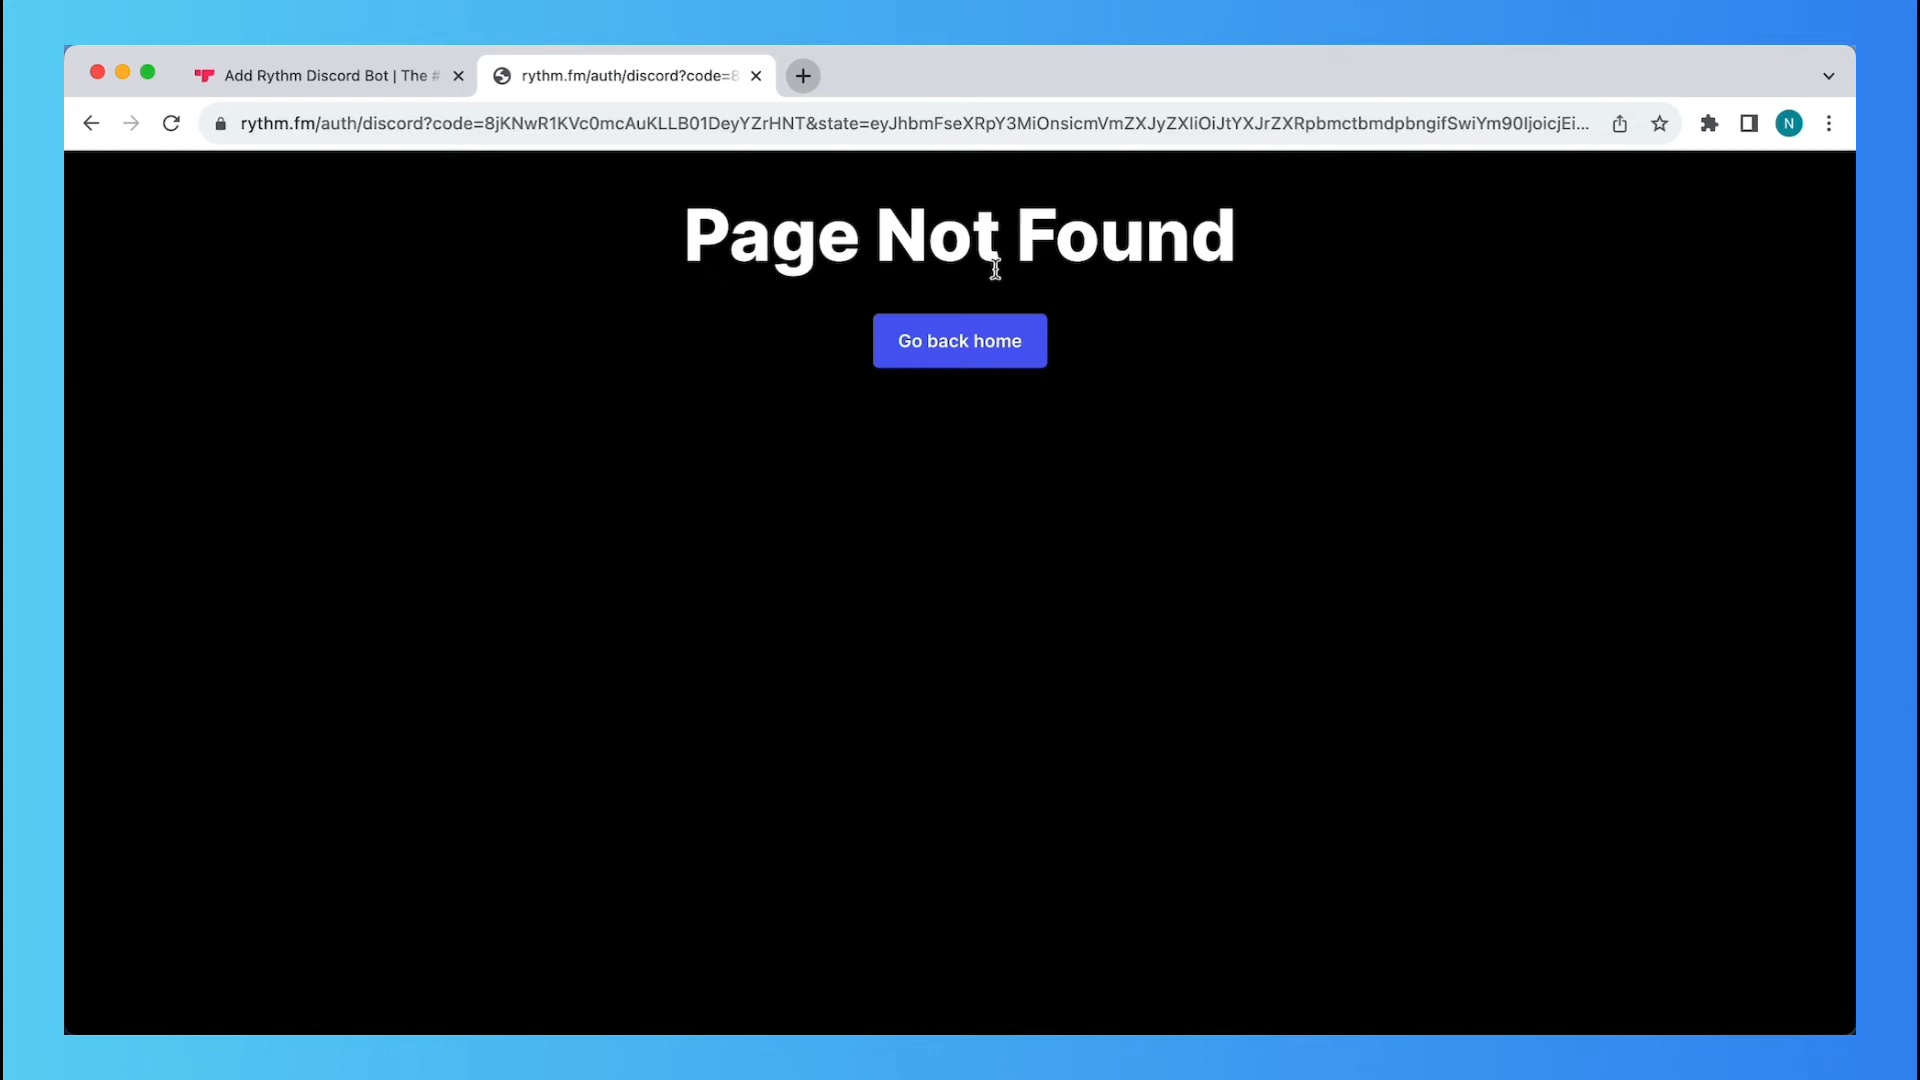 Add Rythm Discord Bot | The #
rythm.fm/auth/discord?code=8
rythm.fm/auth/discord?code=8jKNwR1KVc0mcAuKLLB01DeyYZrHNT&state=eyJhbmFseXRpY3MiOnsicmVmZXJyZXIiOiJtYXJrZXRpbmctbmdpbngifSwiYm90IjoicjEi...
N
Page Not Found
Go back home